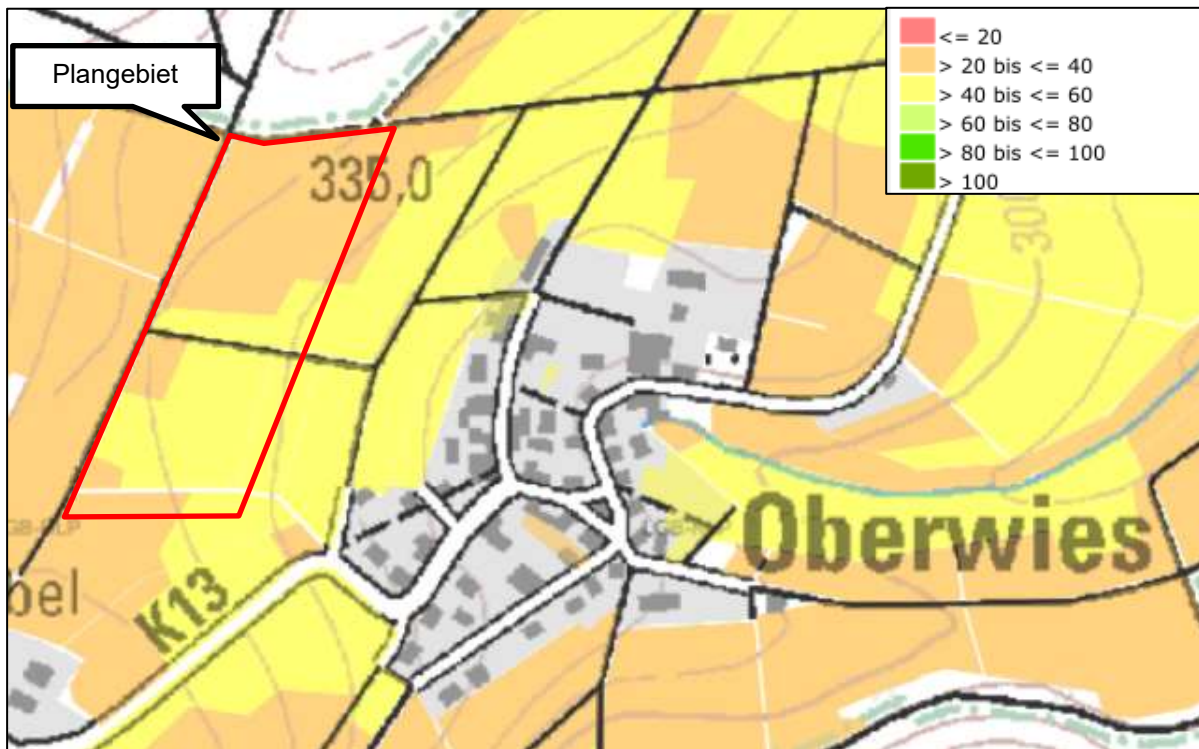 Plangebiet
<= 20
> 20 bis <= 40
> 40 bis <= 60
> 60 bis <= 80
> 80 bis <= 100
> 100
335,0
Oberwies
bel
K13